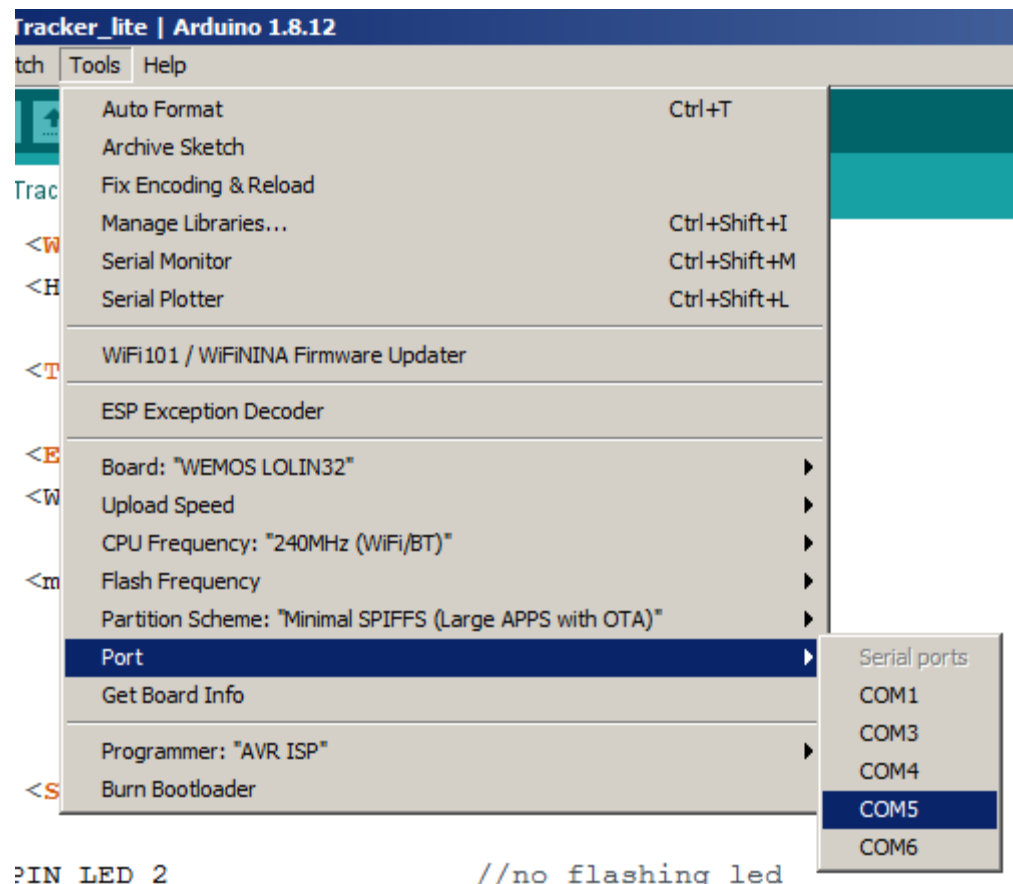 Tracker_lite | Arduino 1.8.12
tch Tools Help
Auto Format Ctrl+T
Archive Sketch
Trac Fix Encoding & Reload
Manage Libraries... Ctrl+Shift+I
<W
Serial Monitor Ctrl+Shift+M
<H
Serial Plotter Ctrl+Shift+L
WiFi101 / WiFiNINA Firmware Updater
<T
ESP Exception Decoder
<E
Board: "WEMOS LOLIN32"
<W
Upload Speed
CPU Frequency: "240MHz (WiFi/BT)"
<m Flash Frequency
Partition Scheme: "Minimal SPIFFS (Large APPS with OTA)"
Port Serial ports
Get Board Info COM1
COM3
Programmer: "AVR ISP"
COM4
<S Burn Bootloader
COM5
COM6
PIN LED 2 //no flashing led